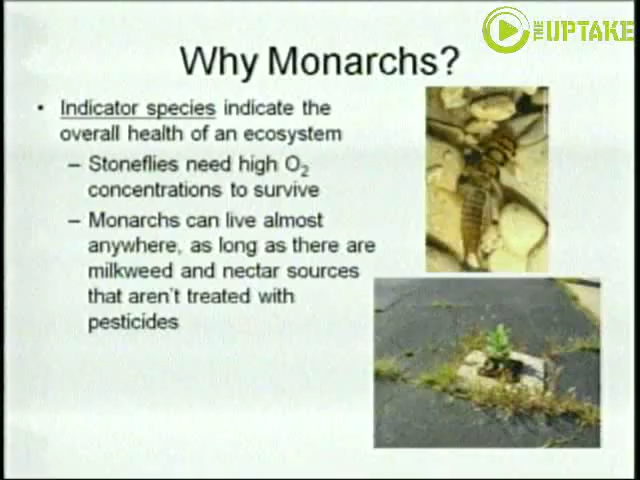 THE UPTAKE
Why Monarchs?
• Indicator species indicate the
overall health of an ecosystem
– Stoneflies need high O₂
concentrations to survive
– Monarchs can live almost
anywhere, as long as there are
milkweed and nectar sources
that aren't treated with
pesticides